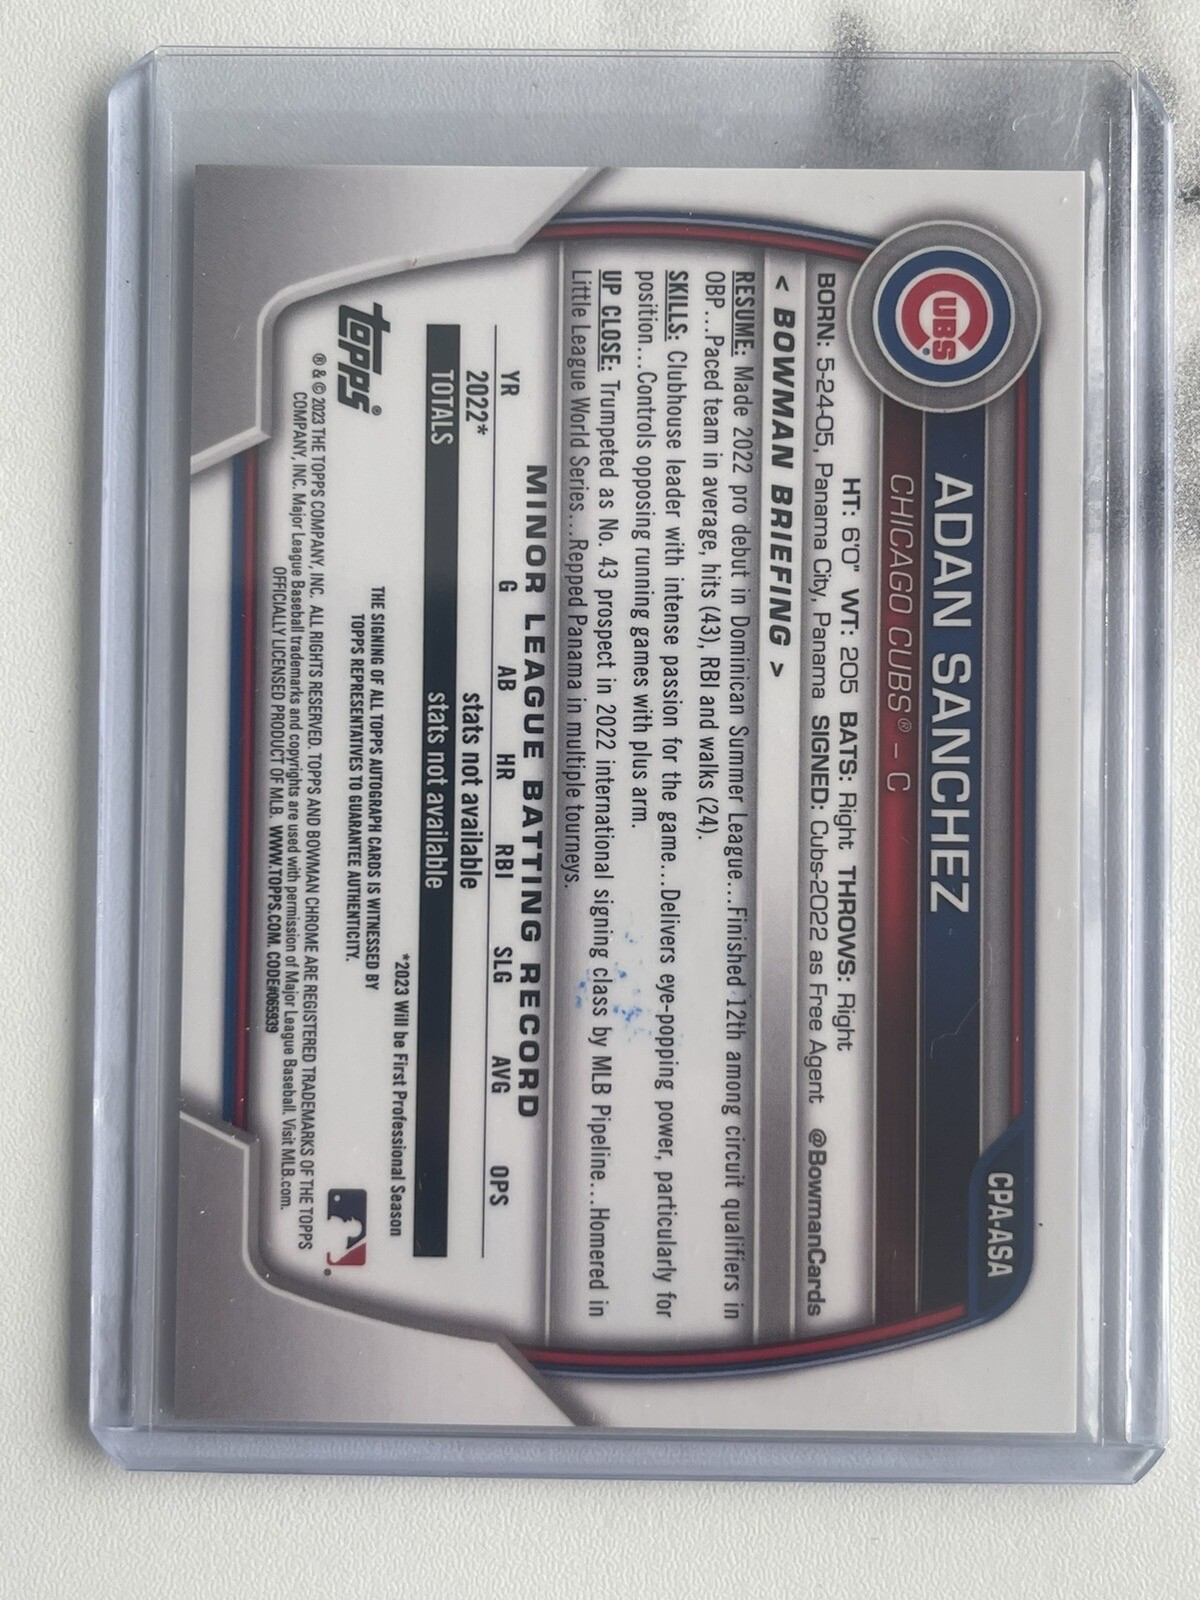 CPA-ASA
CUBS
ADAN SANCHEZ
CHICAGO CUBS® – C
HT: 6'0" WT: 205 BATS: Right THROWS: Right
BORN: 5-24-05, Panama City, Panama SIGNED: Cubs-2022 as Free Agent @BowmanCards
< BOWMAN BRIEFING >
RESUME: Made 2022 pro debut in Dominican Summer League...Finished 12th among circuit qualifiers in
OBP...Paced team in average, hits (43), RBI and walks (24).
SKILLS: Clubhouse leader with intense passion for the game...Delivers eye-popping power, particularly for
position...Controls opposing running games with plus arm.
UP CLOSE: Trumpeted as No. 43 prospect in 2022 international signing class by MLB Pipeline...Homered in
Little League World Series...Repped Panama in multiple tourneys.
MINOR LEAGUE BATTING RECORD
YR G AB HR RBI SLG AVG OPS
2022* stats not available
TOTALS stats not available
*2023 Will be First Professional Season
topps®
THE SIGNING OF ALL TOPPS AUTOGRAPH CARDS IS WITNESSED BY
TOPPS REPRESENTATIVES TO GUARANTEE AUTHENTICITY.
® & © 2023 THE TOPPS COMPANY, INC. ALL RIGHTS RESERVED. TOPPS AND BOWMAN CHROME ARE REGISTERED TRADEMARKS OF THE TOPPS
COMPANY, INC. Major League Baseball trademarks and copyrights are used with permission of Major League Baseball. Visit MLB.com.
OFFICIALLY LICENSED PRODUCT OF MLB. WWW.TOPPS.COM. CODE#065939